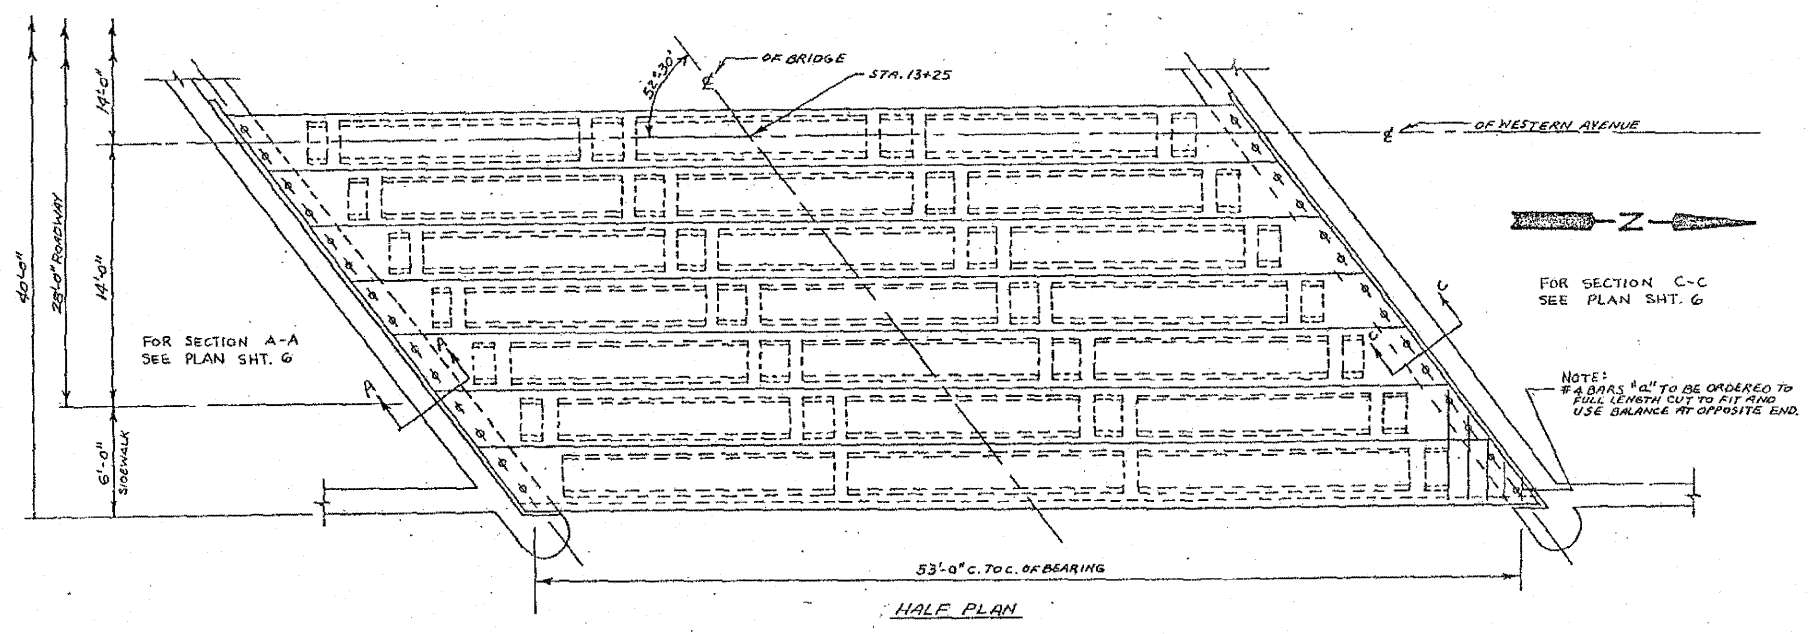 ℄ OF BRIDGE
STA. 13+25
52°-30'
14'-0"
℄ OF WESTERN AVENUE
N
40'-0"
28'-0" ROADWAY
14'-0"
FOR SECTION C-C
SEE PLAN SHT. 6
C
C
FOR SECTION A-A
SEE PLAN SHT. 6
A
A
NOTE:
#4 BARS "a" TO BE ORDERED TO
FULL LENGTH CUT TO FIT AND
USE BALANCE AT OPPOSITE END.
6'-0"
SIDEWALK
53'-0" C. TO C. OF BEARING
HALF PLAN